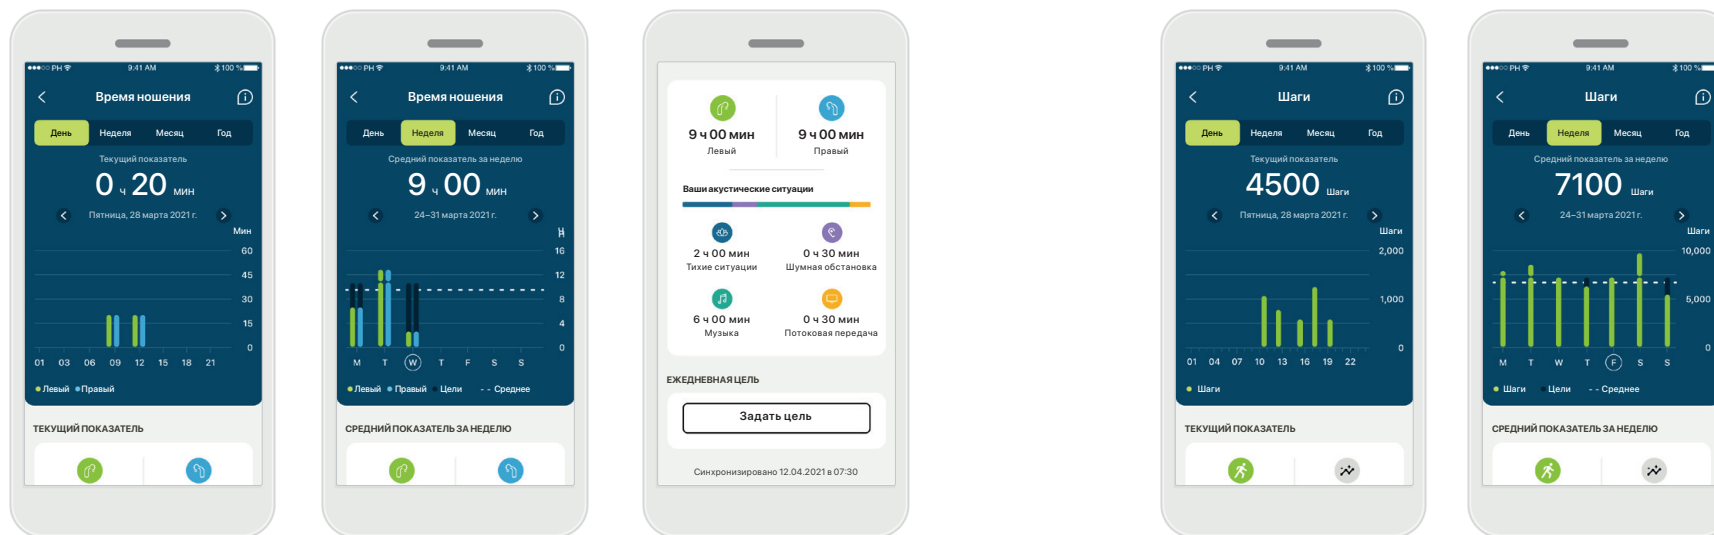 PH 9:41 AM 100 %
Время ношения
День Неделя Месяц Год
Текущий показатель
0 ч 20 мин
Пятница, 28 марта 2021 г.
Мин
60
45
30
15
0
01 03 06 09 12 15 18 21
Левый Правый
ТЕКУЩИЙ ПОКАЗАТЕЛЬ
PH 9:41 AM 100 %
Время ношения
День Неделя Месяц Год
Средний показатель за неделю
9 ч 00 мин
24–31 марта 2021 г.
16
12
8
4
0
M T W T F S S
Левый Правый Цели - - Среднее
СРЕДНИЙ ПОКАЗАТЕЛЬ ЗА НЕДЕЛЮ
9 ч 00 мин 9 ч 00 мин
Левый Правый
Ваши акустические ситуации
2 ч 00 мин 0 ч 30 мин
Тихие ситуации Шумная обстановка
6 ч 00 мин 0 ч 30 мин
Музыка Потоковая передача
ЕЖЕДНЕВНАЯ ЦЕЛЬ
Задать цель
Синхронизировано 12.04.2021 в 07:30
PH 9:41 AM 100 %
Шаги
День Неделя Месяц Год
Текущий показатель
4500 Шаги
Пятница, 28 марта 2021 г.
Шаги
2,000
1,000
0
01 04 07 10 13 16 19 22
Шаги
ТЕКУЩИЙ ПОКАЗАТЕЛЬ
PH 9:41 AM 100 %
Шаги
День Неделя Месяц Год
Средний показатель за неделю
7100 Шаги
24–31 марта 2021 г.
Шаги
10,000
5,000
0
M T W T F S S
Шаги Цели - - Среднее
СРЕДНИЙ ПОКАЗАТЕЛЬ ЗА НЕДЕЛЮ